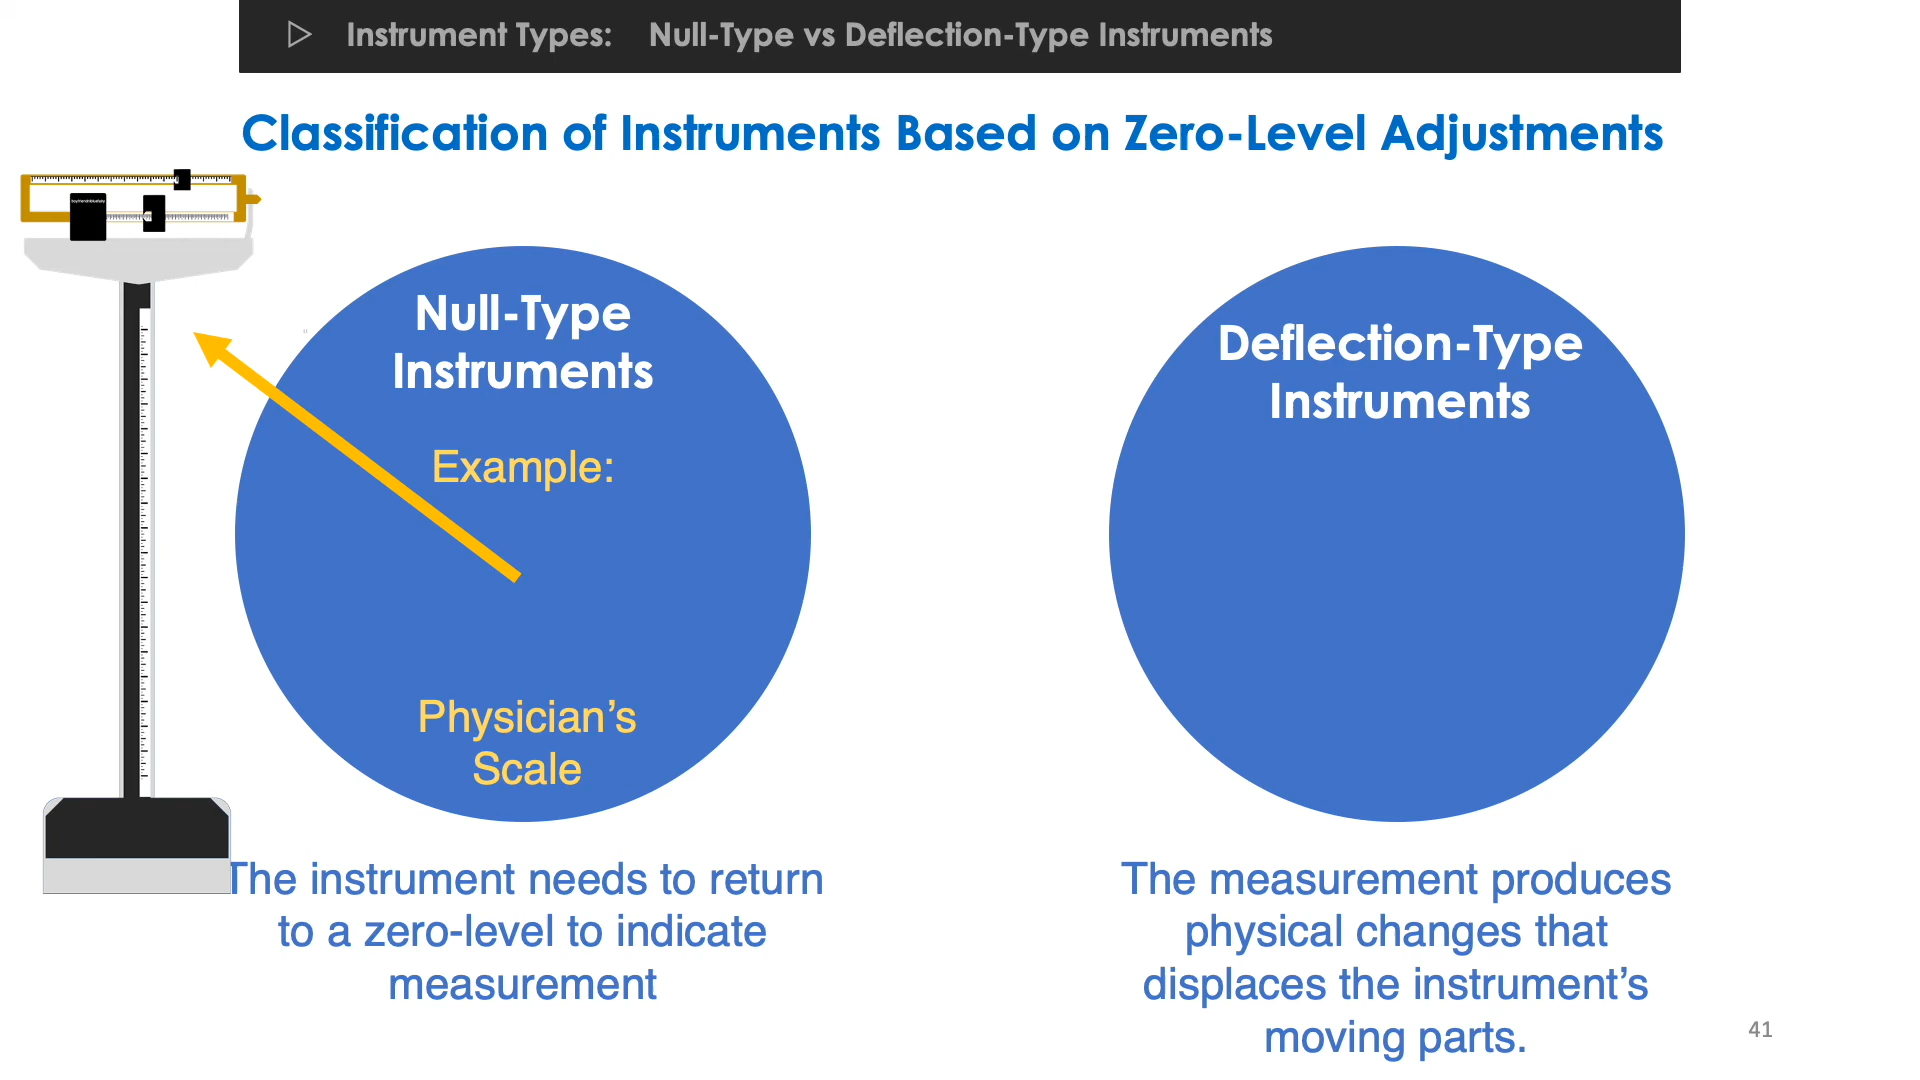 Instrument Types: Null-Type vs Deflection-Type Instruments
Classification of Instruments Based on Zero-Level Adjustments
Null-Type
Instruments
Example:
Physician’s
Scale
The instrument needs to return
to a zero-level to indicate
measurement
Deflection-Type
Instruments
The measurement produces
physical changes that
displaces the instrument’s
moving parts.
41